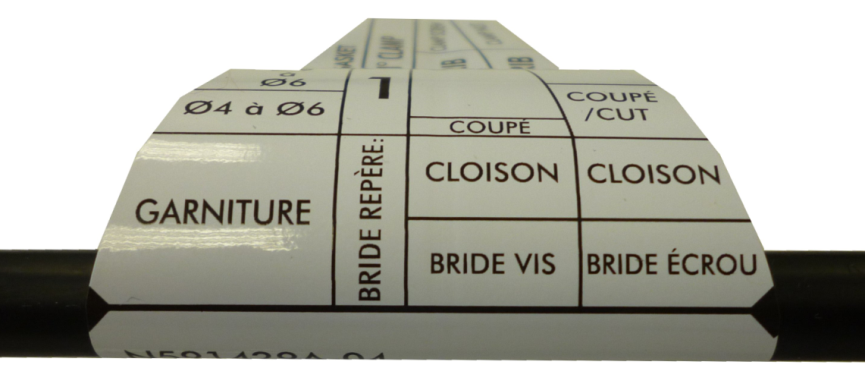 Ø6
Ø4 à Ø6
1
COUPÉ
/CUT
COUPÉ
GARNITURE
BRIDE REPÈRE:
CLOISON
CLOISON
BRIDE VIS
BRIDE ÉCROU